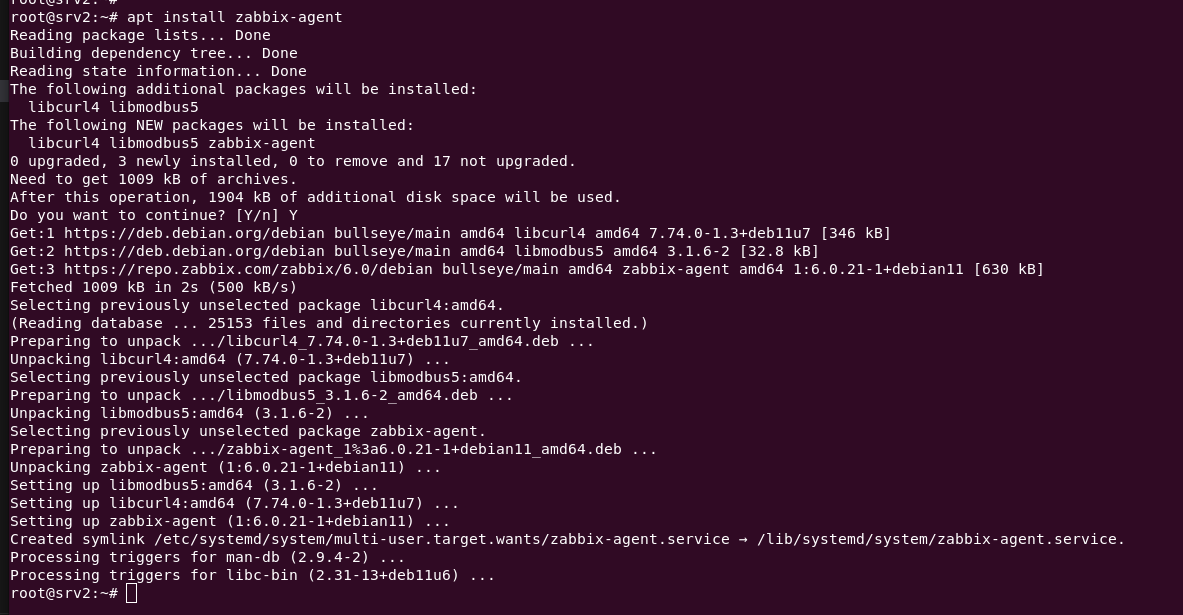 root@srv2:~# apt install zabbix-agent
Reading package lists... Done
Building dependency tree... Done
Reading state information... Done
The following additional packages will be installed:
  libcurl4 libmodbus5
The following NEW packages will be installed:
  libcurl4 libmodbus5 zabbix-agent
0 upgraded, 3 newly installed, 0 to remove and 17 not upgraded.
Need to get 1009 kB of archives.
After this operation, 1904 kB of additional disk space will be used.
Do you want to continue? [Y/n] Y
Get:1 https://deb.debian.org/debian bullseye/main amd64 libcurl4 amd64 7.74.0-1.3+deb11u7 [346 kB]
Get:2 https://deb.debian.org/debian bullseye/main amd64 libmodbus5 amd64 3.1.6-2 [32.8 kB]
Get:3 https://repo.zabbix.com/zabbix/6.0/debian bullseye/main amd64 zabbix-agent amd64 1:6.0.21-1+debian11 [630 kB]
Fetched 1009 kB in 2s (500 kB/s)
Selecting previously unselected package libcurl4:amd64.
(Reading database ... 25153 files and directories currently installed.)
Preparing to unpack .../libcurl4_7.74.0-1.3+deb11u7_amd64.deb ...
Unpacking libcurl4:amd64 (7.74.0-1.3+deb11u7) ...
Selecting previously unselected package libmodbus5:amd64.
Preparing to unpack .../libmodbus5_3.1.6-2_amd64.deb ...
Unpacking libmodbus5:amd64 (3.1.6-2) ...
Selecting previously unselected package zabbix-agent.
Preparing to unpack .../zabbix-agent_1%3a6.0.21-1+debian11_amd64.deb ...
Unpacking zabbix-agent (1:6.0.21-1+debian11) ...
Setting up libmodbus5:amd64 (3.1.6-2) ...
Setting up libcurl4:amd64 (7.74.0-1.3+deb11u7) ...
Setting up zabbix-agent (1:6.0.21-1+debian11) ...
Created symlink /etc/systemd/system/multi-user.target.wants/zabbix-agent.service → /lib/systemd/system/zabbix-agent.service.
Processing triggers for man-db (2.9.4-2) ...
Processing triggers for libc-bin (2.31-13+deb11u6) ...
root@srv2:~#